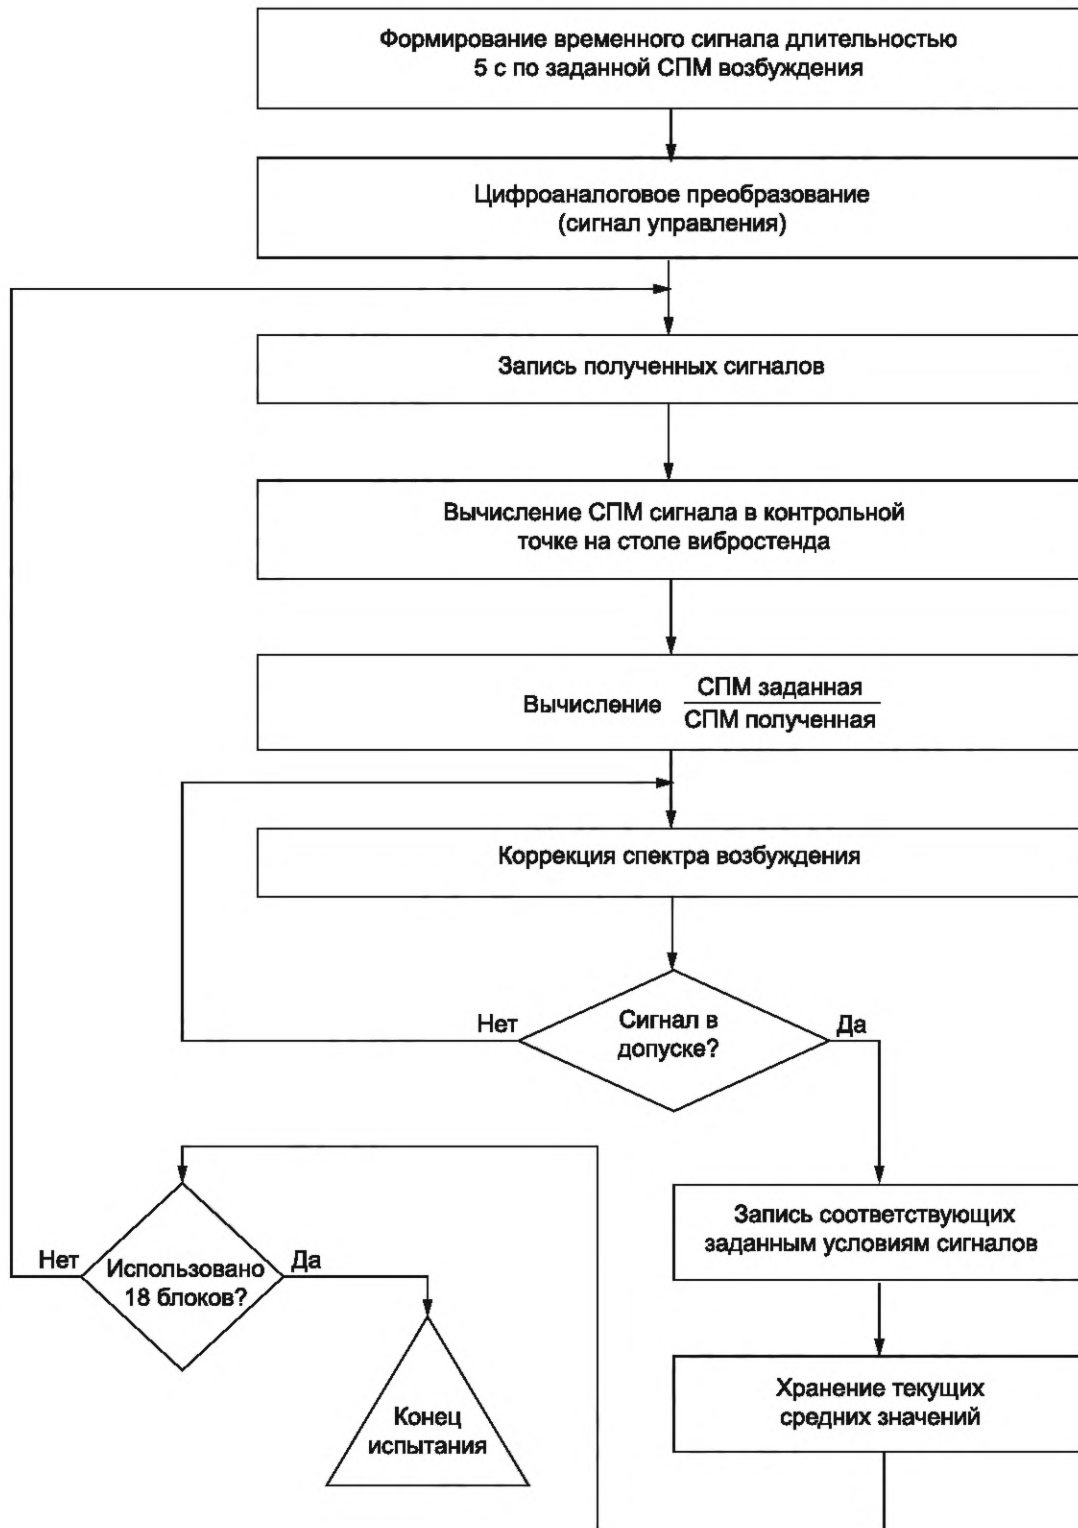 Формирование временного сигнала длительностью
5 с по заданной СПМ возбуждения
Цифроаналоговое преобразование
(сигнал управления)
Запись полученных сигналов
Вычисление СПМ сигнала в контрольной
точке на столе вибростенда
Вычисление СПМ заданная
СПМ полученная
Коррекция спектра возбуждения
Нет
Сигнал в
допуске?
Да
Запись соответствующих
заданным условиям сигналов
Нет
Использовано
18 блоков?
Да
Хранение текущих
средних значений
Конец
испытания